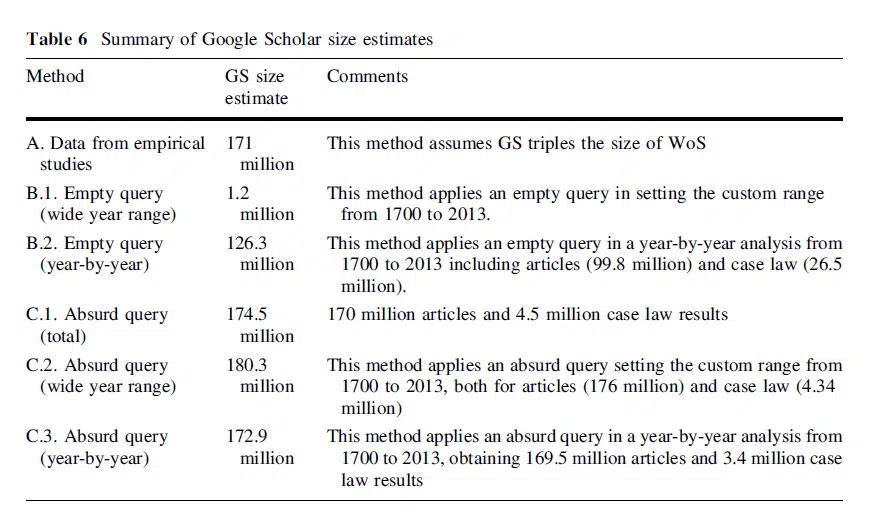 Table 6 Summary of Google Scholar size estimates
Method GS size Comments
estimate
A. Data from empirical 171 This method assumes GS triples the size of WoS
studies million
B.1. Empty query 1.2 This method applies an empty query in setting the custom range
(wide year range) million from 1700 to 2013.
B.2. Empty query 126.3 This method applies an empty query in a year-by-year analysis from
(year-by-year) million 1700 to 2013 including articles (99.8 million) and case law (26.5
million).
C.1. Absurd query 174.5 170 million articles and 4.5 million case law results
(total) million
C.2. Absurd query 180.3 This method applies an absurd query setting the custom range from
(wide year range) million 1700 to 2013, both for articles (176 million) and case law (4.34
million)
C.3. Absurd query 172.9 This method applies an absurd query in a year-by-year analysis from
(year-by-year) million 1700 to 2013, obtaining 169.5 million articles and 3.4 million case
law results